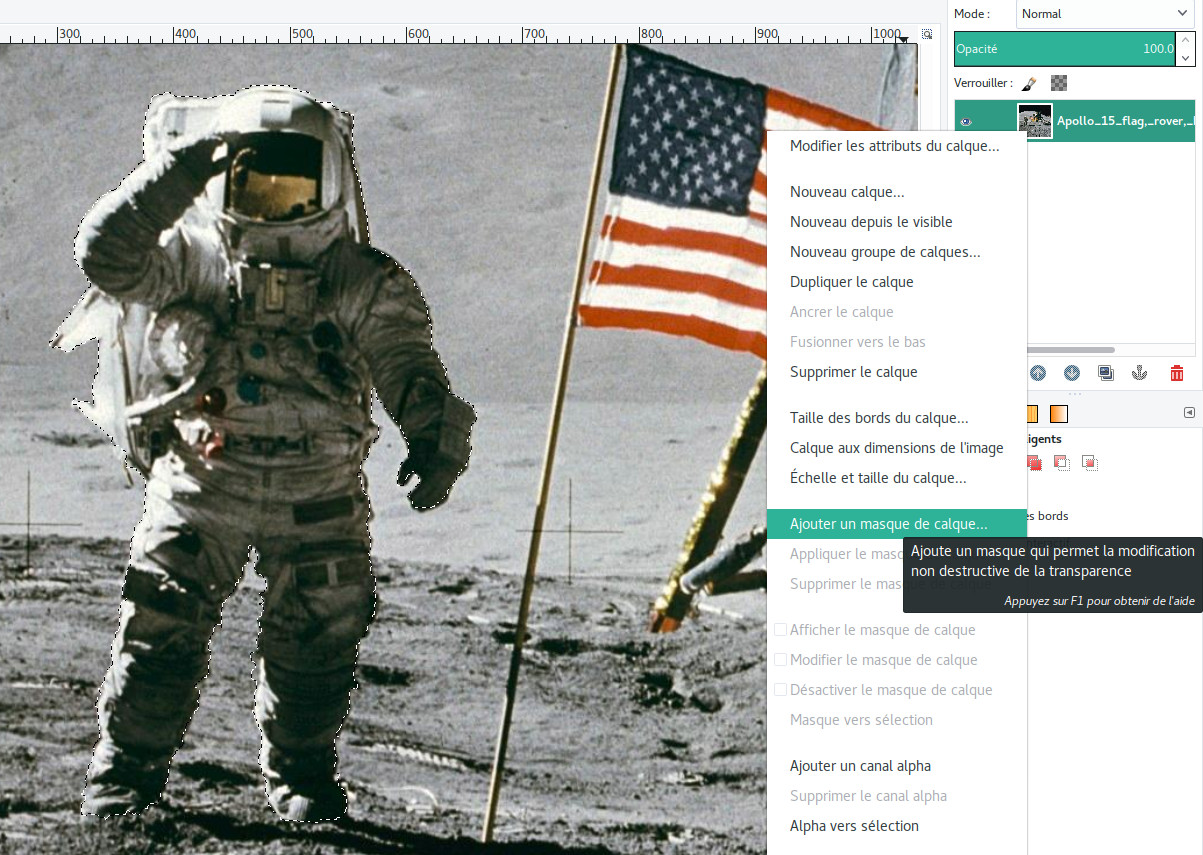 300 400 500 600 700 800 900 1000
Mode :
Normal
Opacité
100.0
Verrouiller :
Apollo_15_flag,_rover,_
Modifier les attributs du calque...
Nouveau calque...
Nouveau depuis le visible
Nouveau groupe de calques...
Dupliquer le calque
Ancrer le calque
Fusionner vers le bas
Supprimer le calque
Taille des bords du calque...
Calque aux dimensions de l'image
Échelle et taille du calque...
Ajouter un masque de calque...
Appliquer le masq
Supprimer le mas
Ajoute un masque qui permet la modification
non destructive de la transparence
Appuyez sur F1 pour obtenir de l'aide
Afficher le masque de calque
Modifier le masque de calque
Désactiver le masque de calque
Masque vers sélection
Ajouter un canal alpha
Supprimer le canal alpha
Alpha vers sélection
ligents
es bords